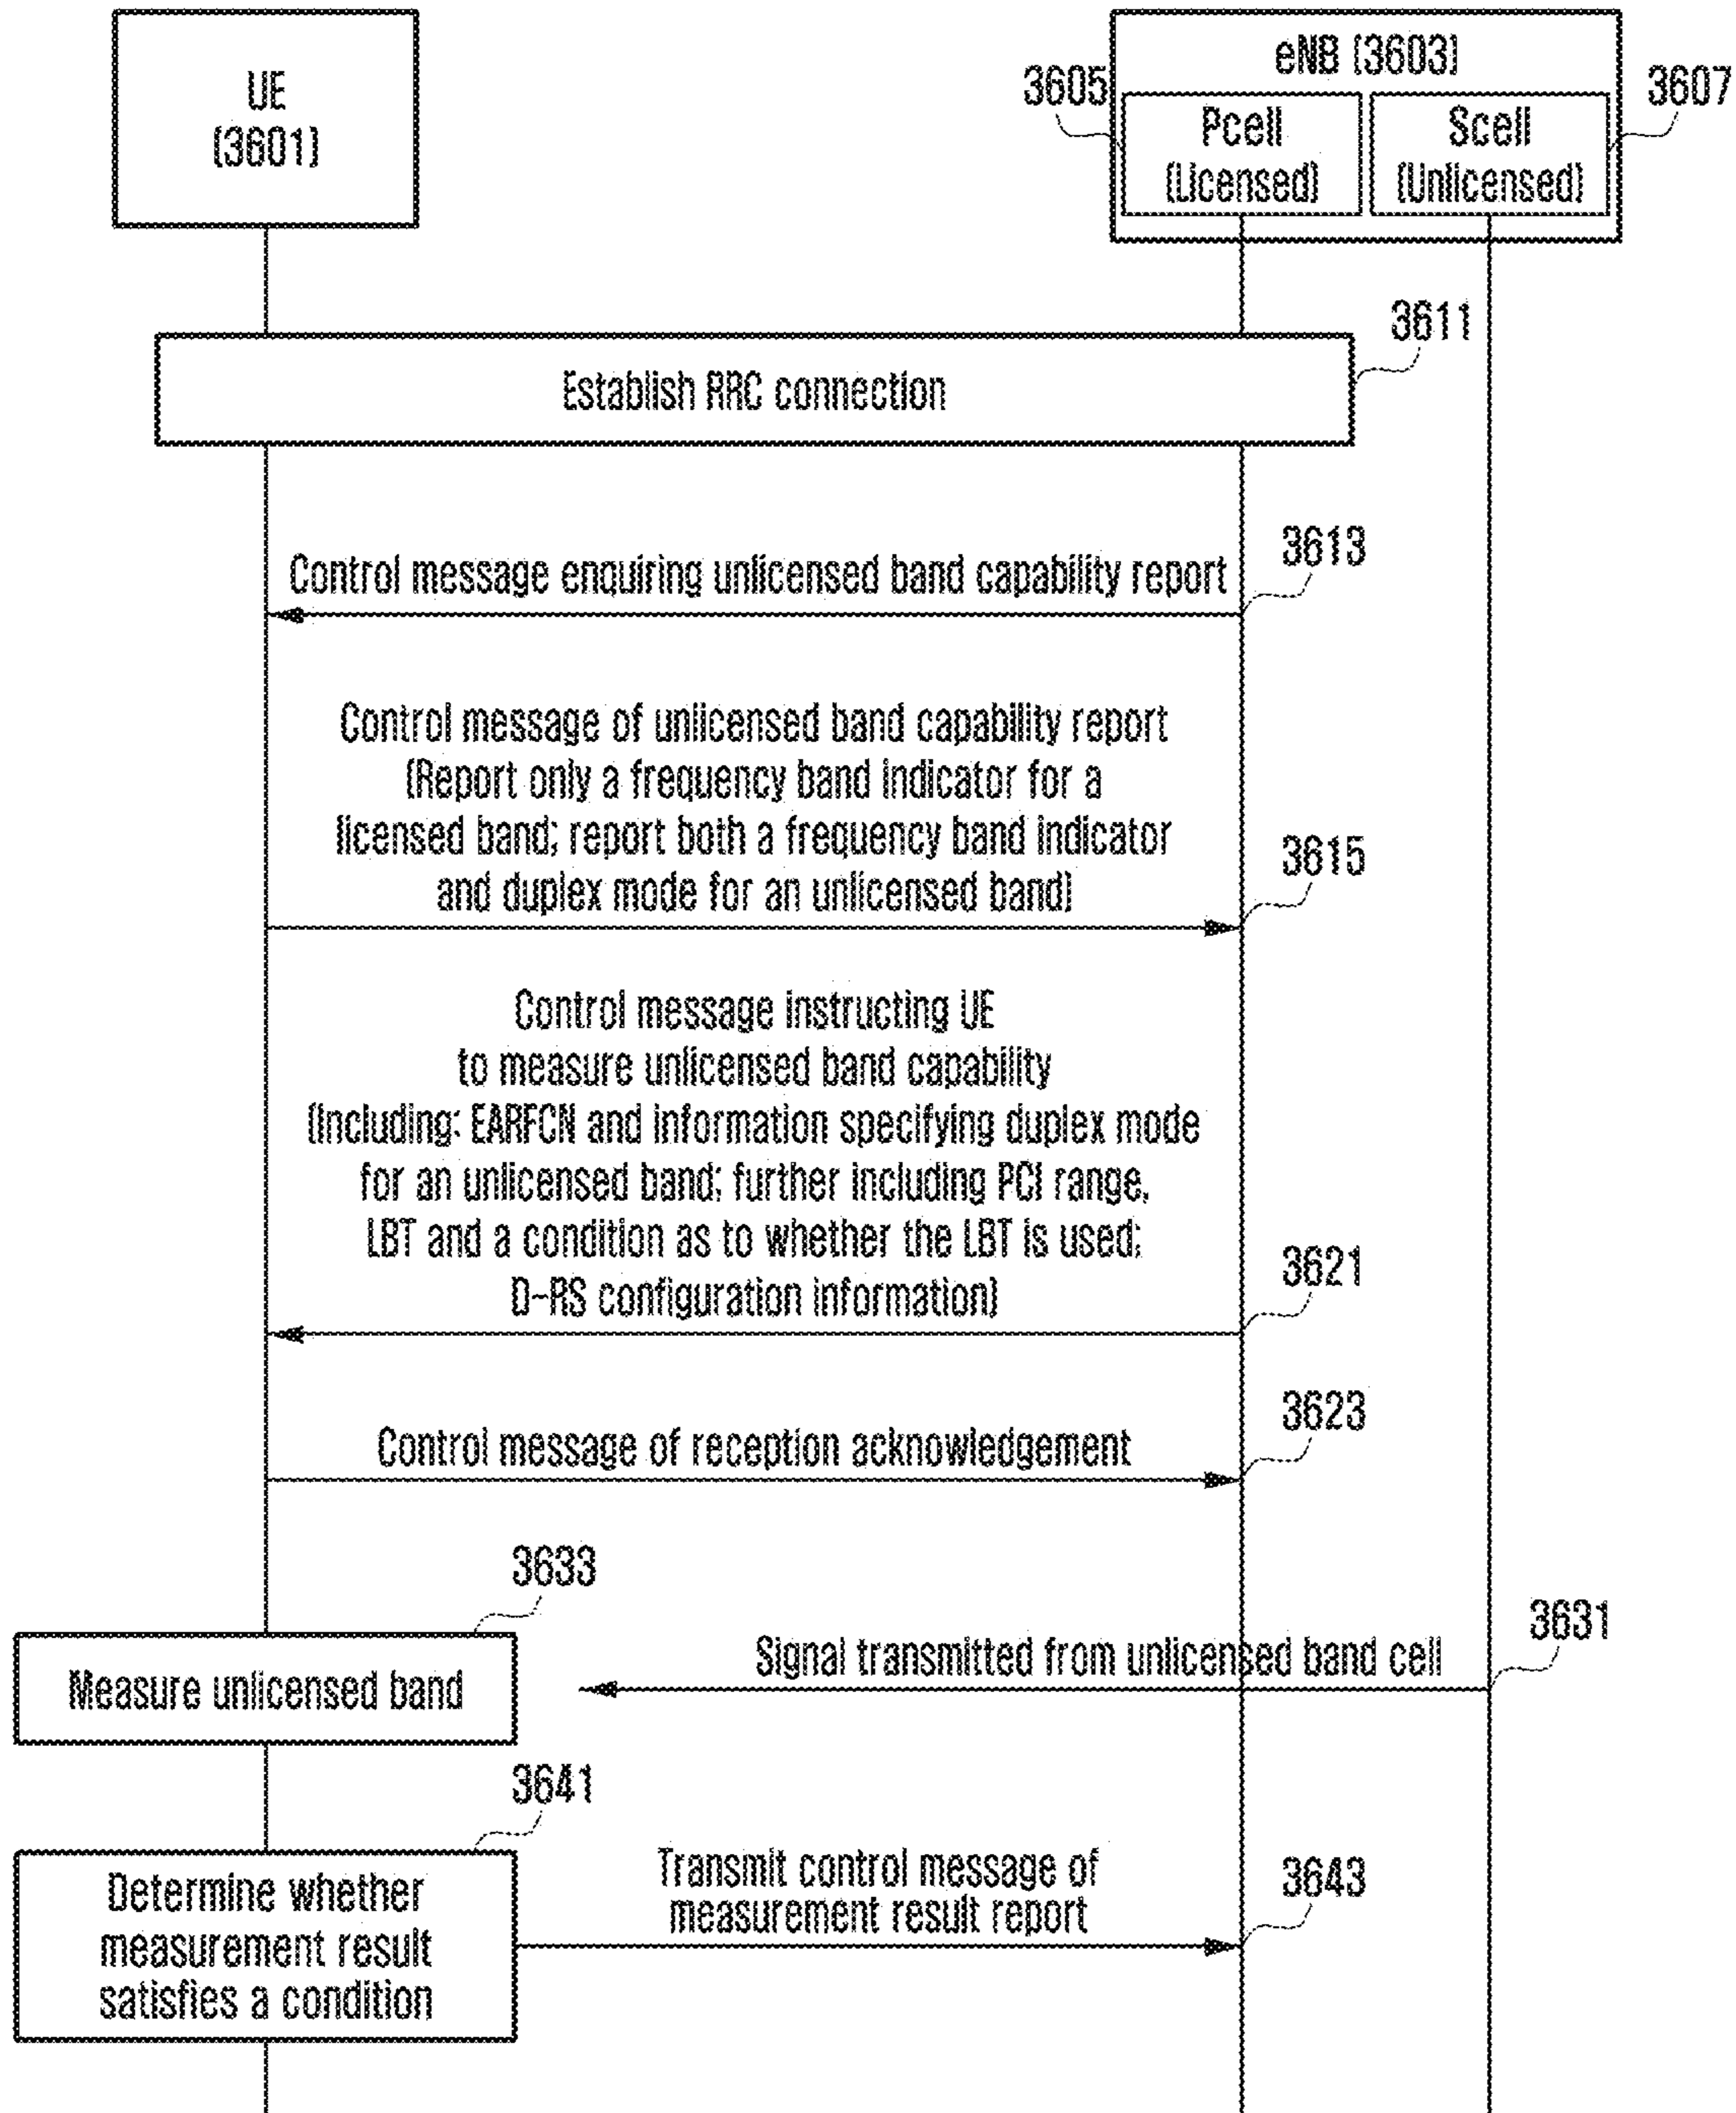 UE
(3601)
eNB (3603)
3605
3607
Pcell
(Licensed)
Scell
(Unlicensed)
3611
Establish RRC connection
3613
Control message enquiring unlicensed band capability report
Control message of unlicensed band capability report
(Report only a frequency band indicator for a
licensed band; report both a frequency band indicator
and duplex mode for an unlicensed band)
3615
Control message instructing UE
to measure unlicensed band capability
(Including: EARFCN and information specifying duplex mode
for an unlicensed band; further including PCI range,
LBT and a condition as to whether the LBT is used;
D-RS configuration information)
3621
3623
Control message of reception acknowledgement
3633
Measure unlicensed band
3631
Signal transmitted from unlicensed band cell
3641
Determine whether
measurement result
satisfies a condition
Transmit control message of
measurement result report
3643